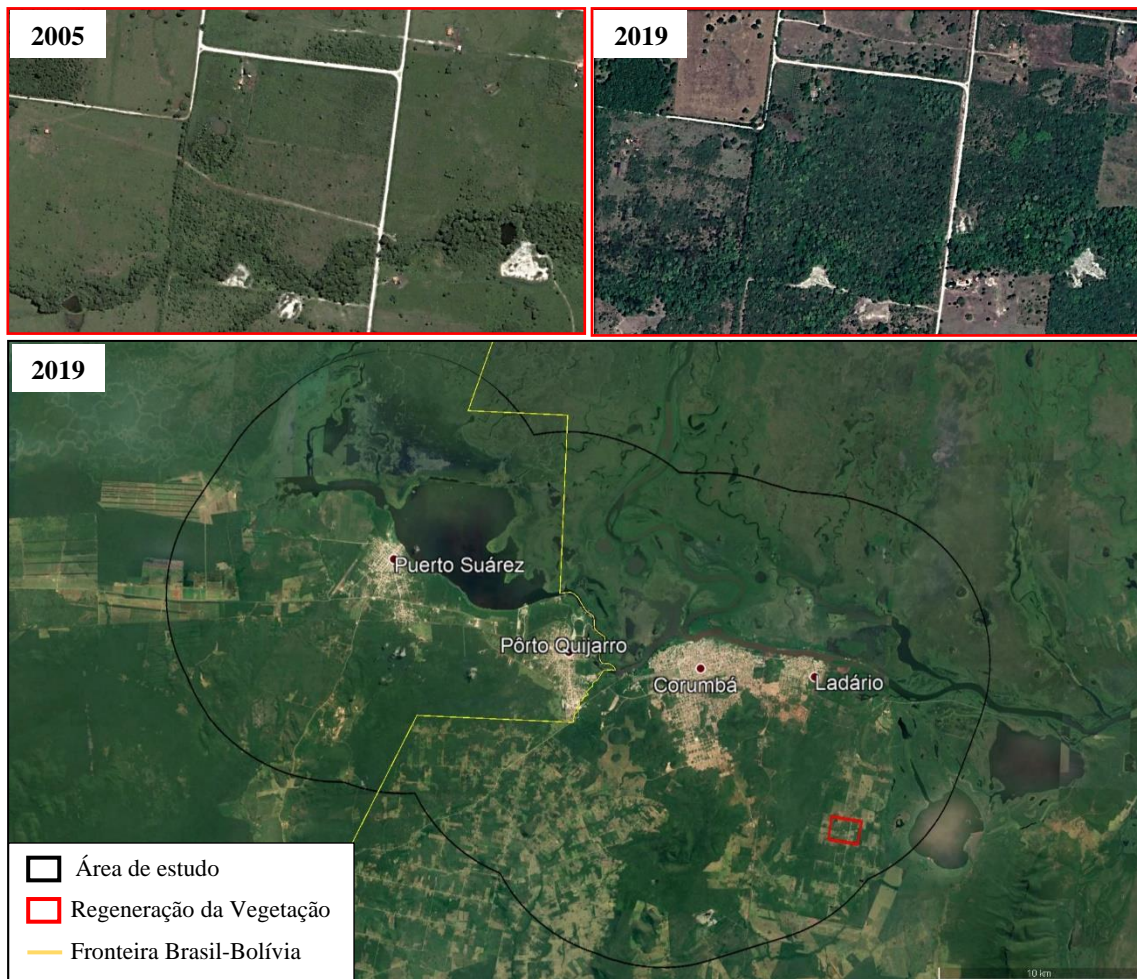 2005
2019
2019
Puerto Suárez
Pôrto Quijarro
Corumbá
Ladário
Área de estudo
Regeneração da Vegetação
Fronteira Brasil-Bolívia
10 km